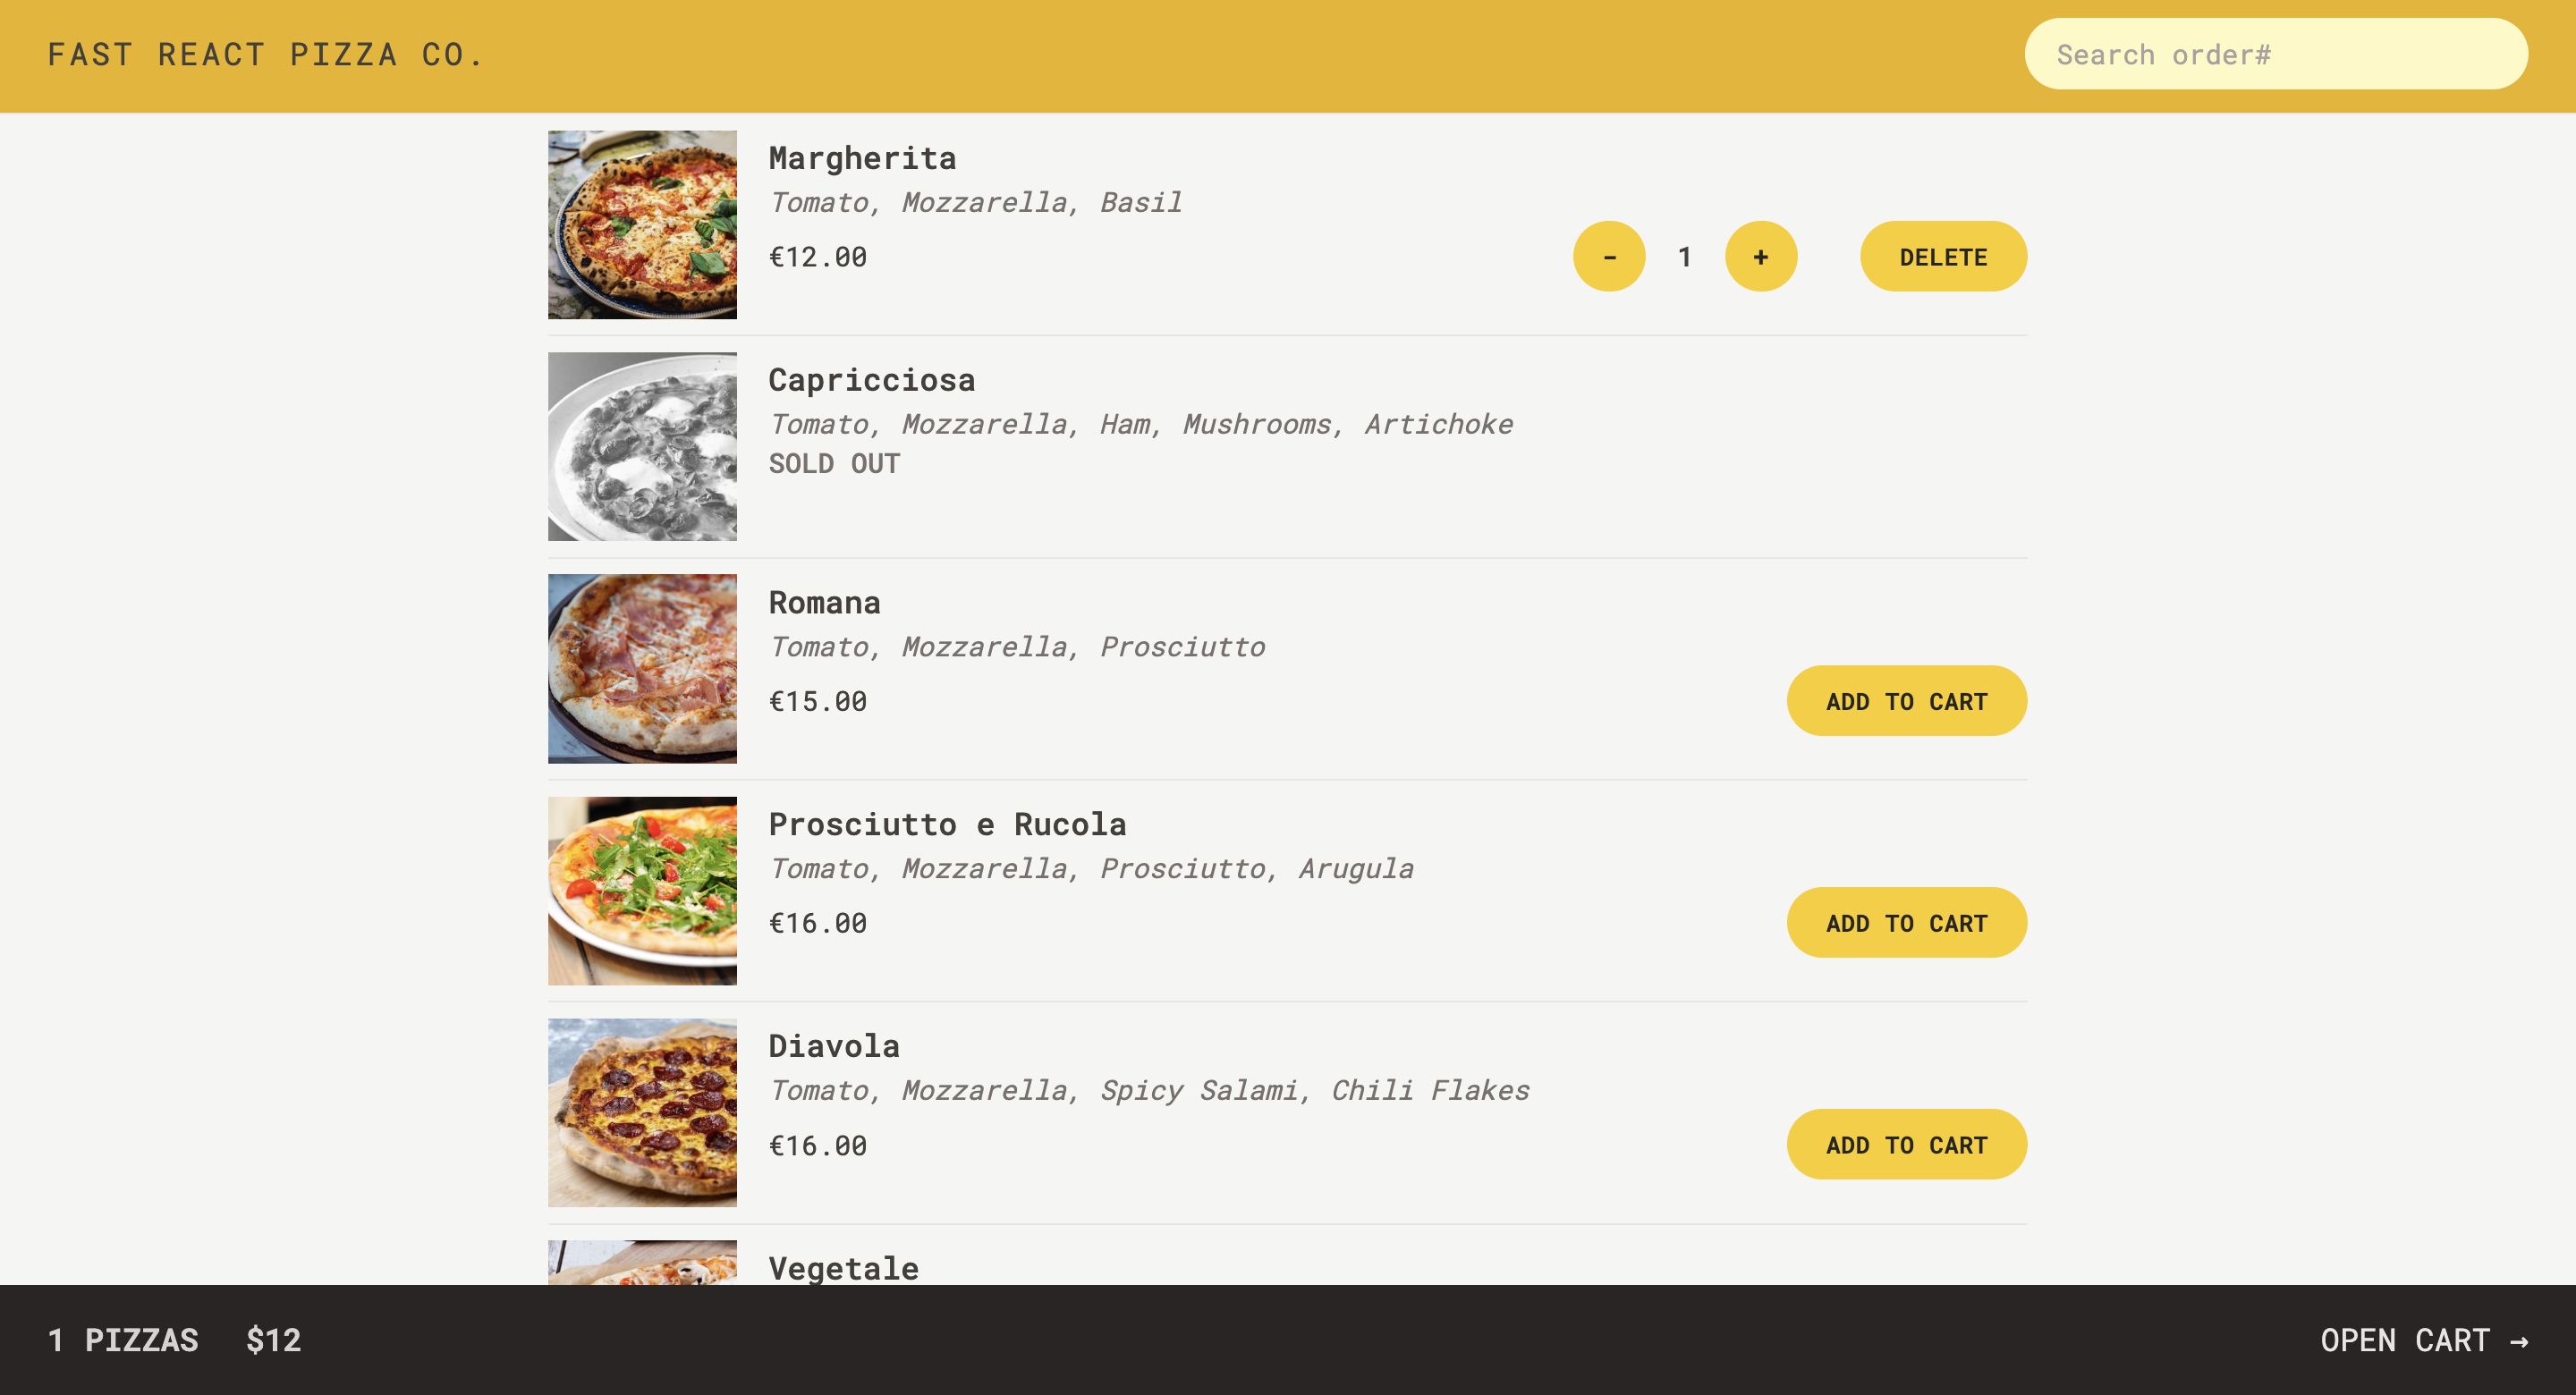 FAST REACT PIZZA CO.
Search order#
Margherita
Tomato, Mozzarella, Basil
€12.00
- 1 + DELETE
Capricciosa
Tomato, Mozzarella, Ham, Mushrooms, Artichoke
SOLD OUT
Romana
Tomato, Mozzarella, Prosciutto
€15.00
ADD TO CART
Prosciutto e Rucola
Tomato, Mozzarella, Prosciutto, Arugula
€16.00
ADD TO CART
Diavola
Tomato, Mozzarella, Spicy Salami, Chili Flakes
€16.00
ADD TO CART
Vegetale
1 PIZZAS $12
OPEN CART →